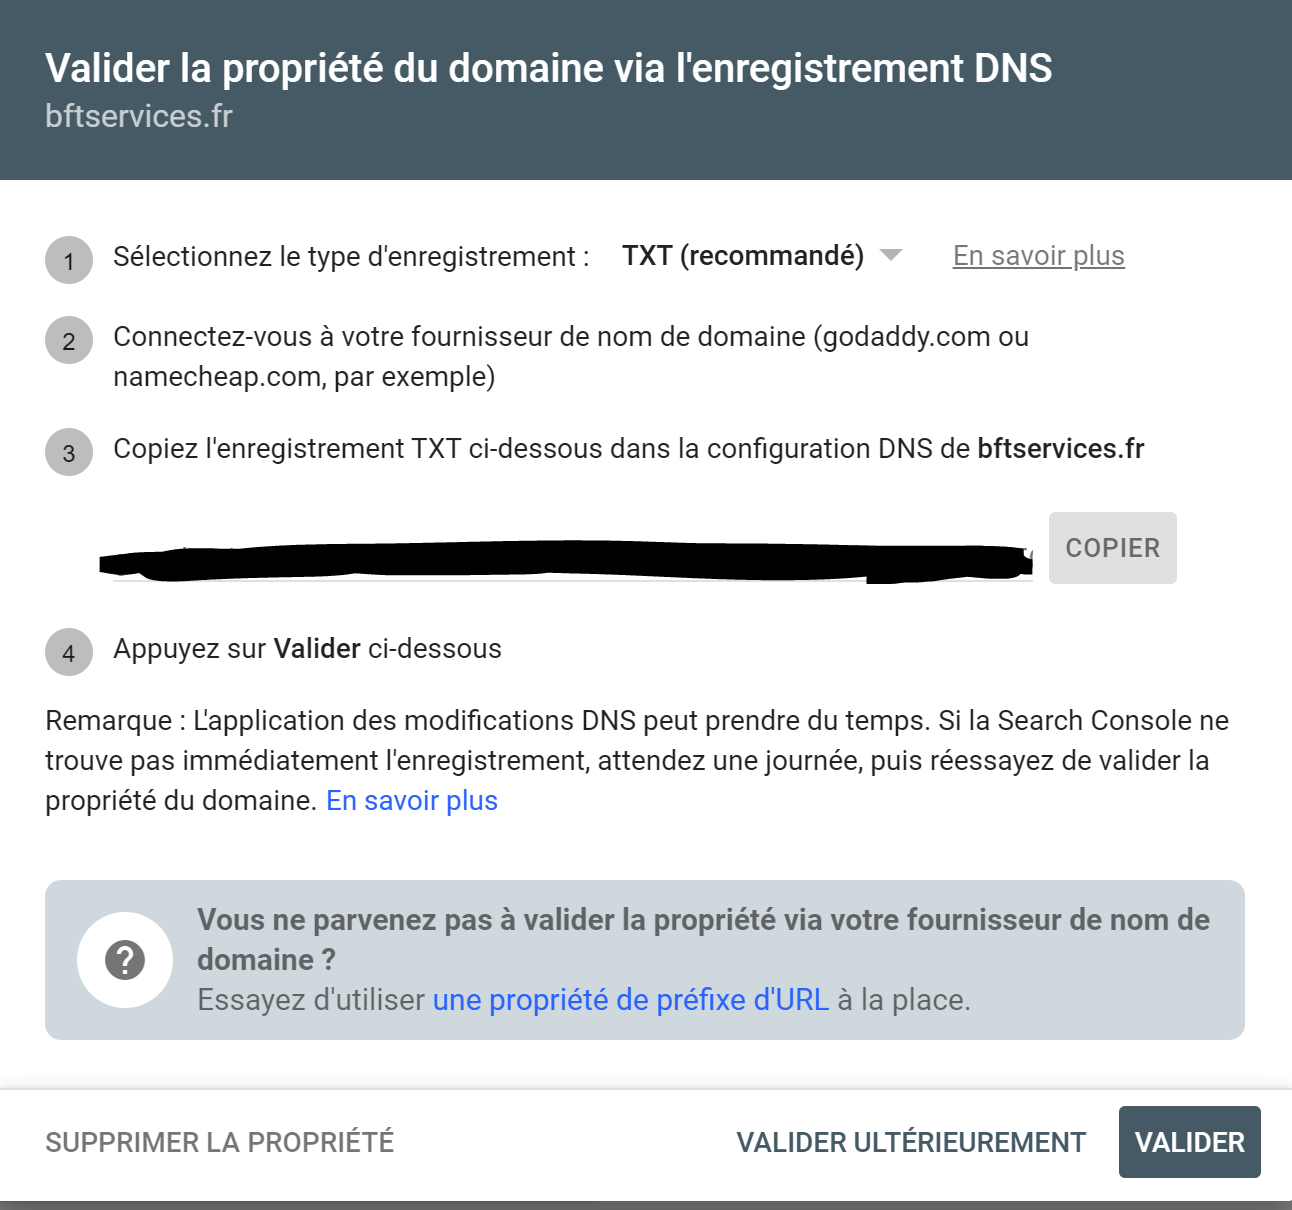 Valider la propriété du domaine via l'enregistrement DNS
bftservices.fr
1 Sélectionnez le type d'enregistrement : TXT (recommandé) En savoir plus
2 Connectez-vous à votre fournisseur de nom de domaine (godaddy.com ou
namecheap.com, par exemple)
3 Copiez l'enregistrement TXT ci-dessous dans la configuration DNS de bftservices.fr
COPIER
4 Appuyez sur Valider ci-dessous
Remarque : L'application des modifications DNS peut prendre du temps. Si la Search Console ne
trouve pas immédiatement l'enregistrement, attendez une journée, puis réessayez de valider la
propriété du domaine. En savoir plus
? Vous ne parvenez pas à valider la propriété via votre fournisseur de nom de
domaine ?
Essayez d'utiliser une propriété de préfixe d'URL à la place.
SUPPRIMER LA PROPRIÉTÉ VALIDER ULTÉRIEUREMENT VALIDER